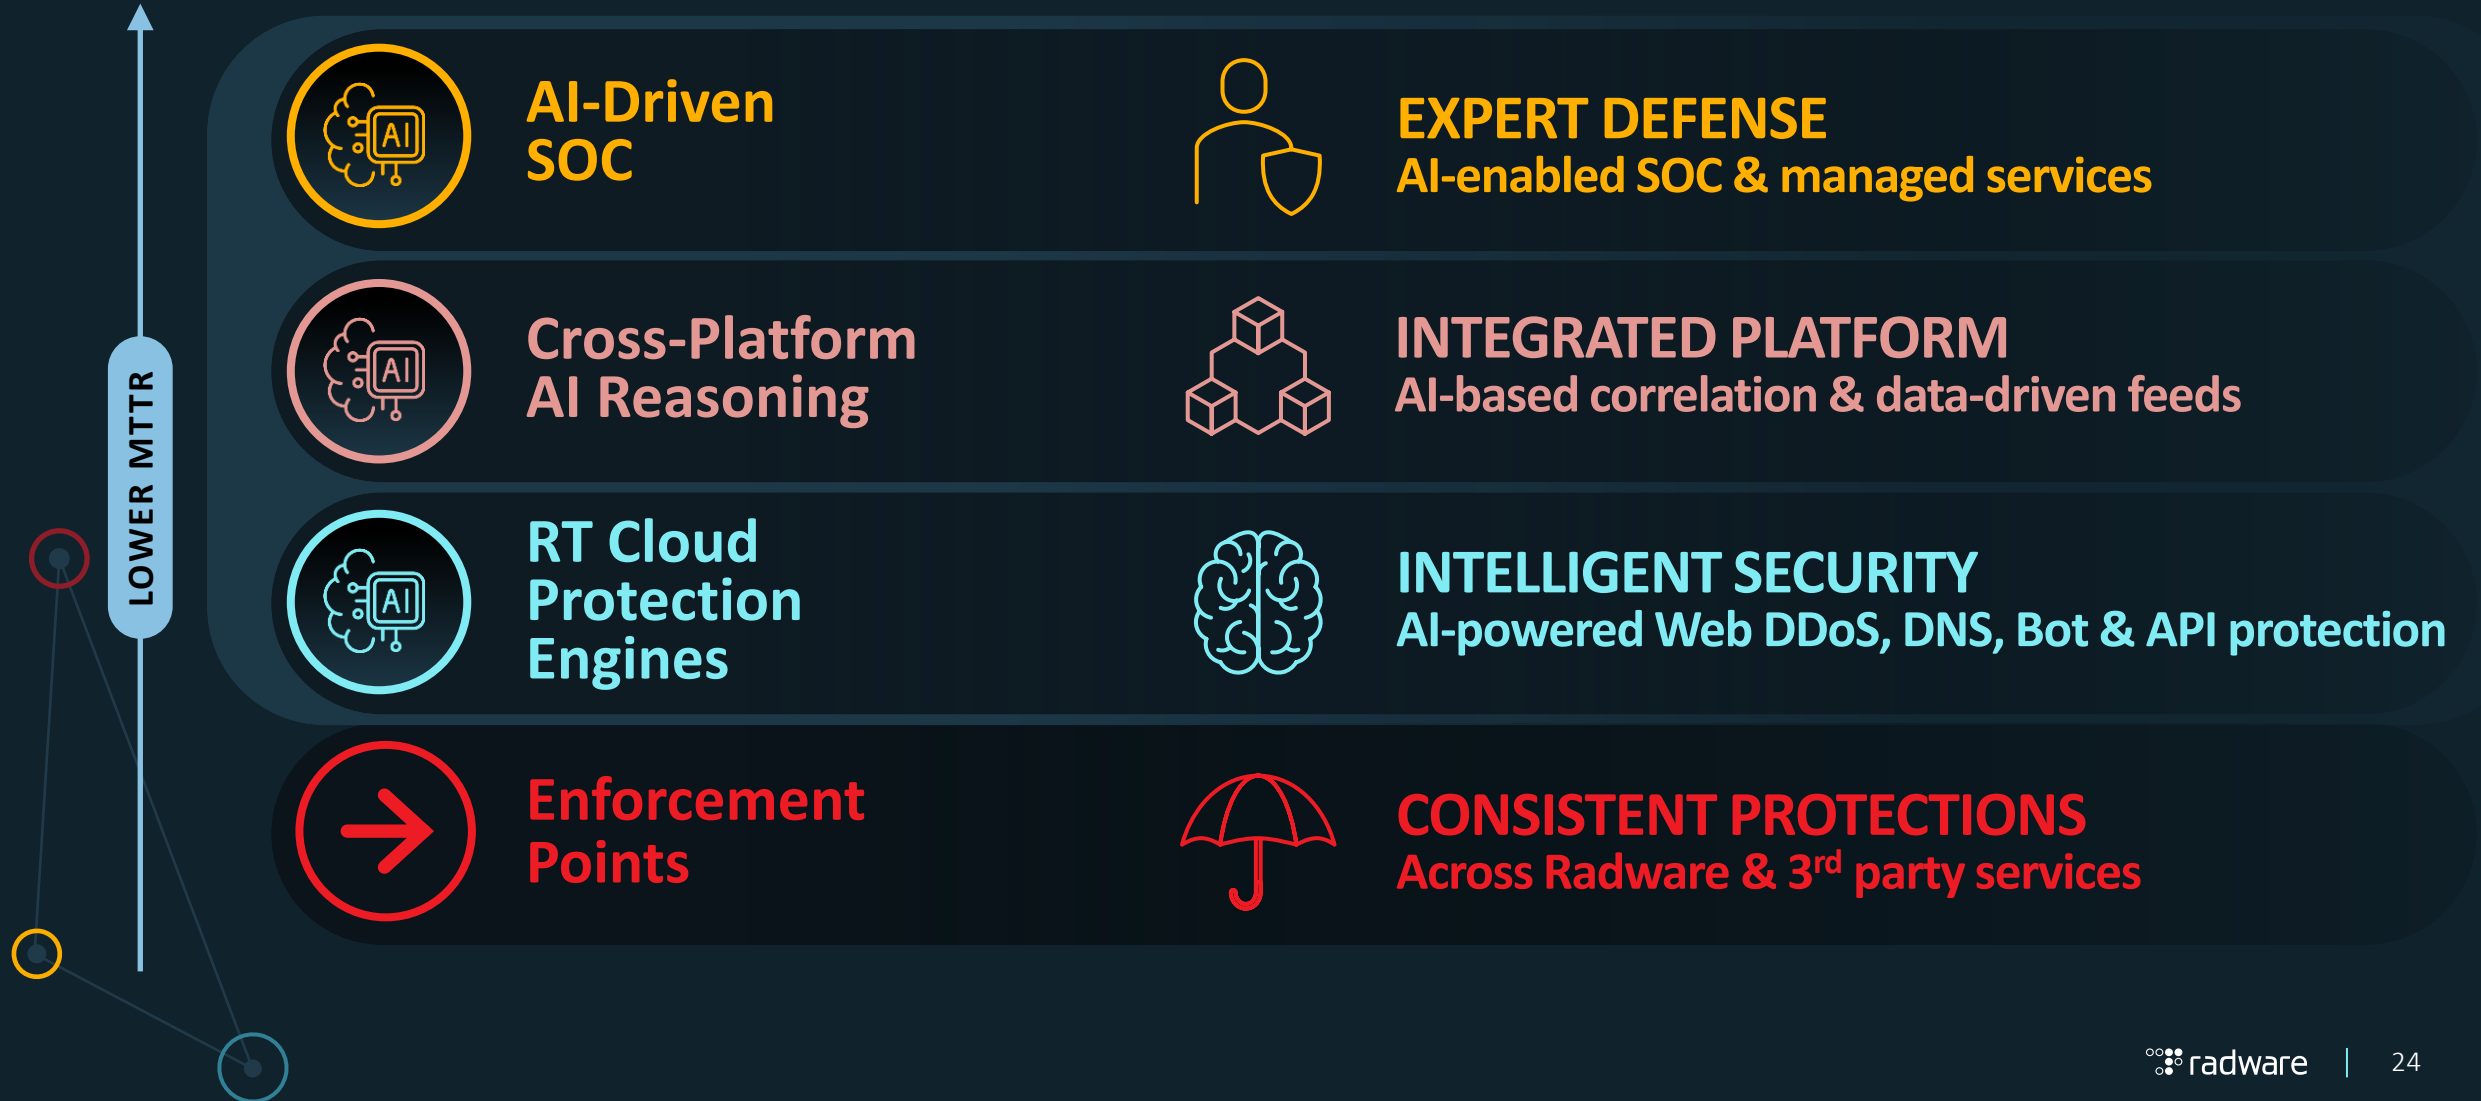 AI-Driven
SOC
EXPERT DEFENSE
AI-enabled SOC & managed services
Cross-Platform
AI Reasoning
INTEGRATED PLATFORM
AI-based correlation & data-driven feeds
LOWER MTTR
RT Cloud
Protection
Engines
INTELLIGENT SECURITY
AI-powered Web DDoS, DNS, Bot & API protection
Enforcement
Points
CONSISTENT PROTECTIONS
Across Radware & 3rd party services
AI
AI
AI
radware
24